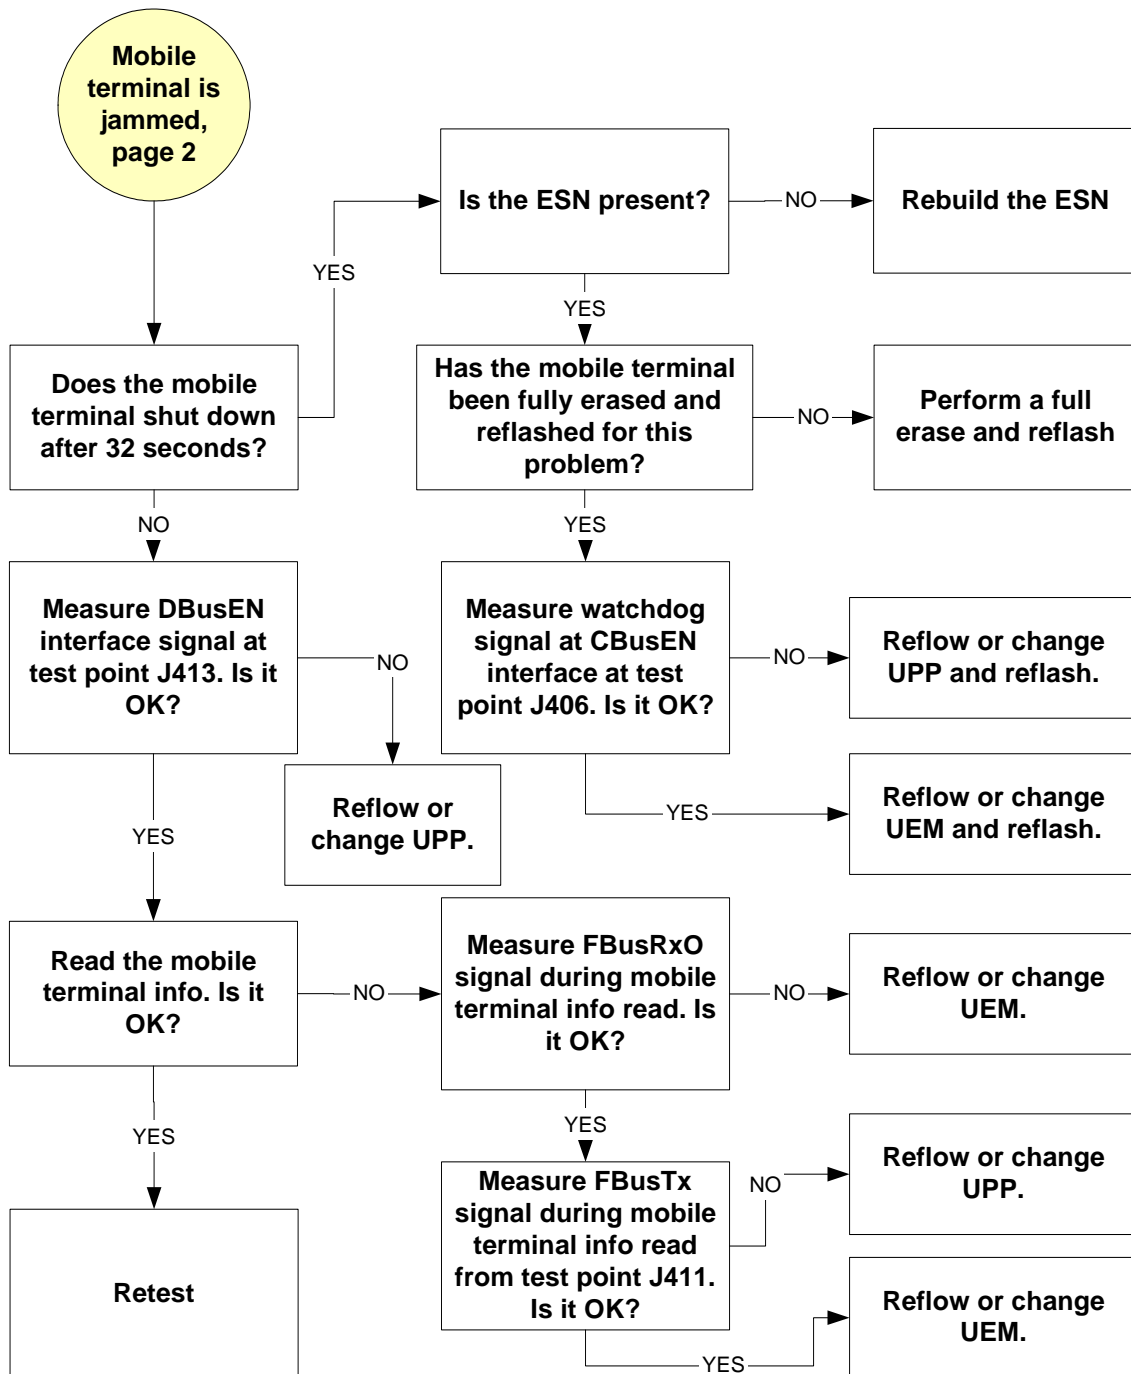 Mobile
terminal is
jammed,
page 2
Is the ESN present?
NO
Rebuild the ESN
YES
YES
Does the mobile
terminal shut down
after 32 seconds?
Has the mobile terminal
been fully erased and
reflashed for this
problem?
NO
Perform a full
erase and reflash
NO
YES
Measure DBusEN
interface signal at
test point J413. Is it
OK?
NO
Measure watchdog
signal at CBusEN
interface at test
point J406. Is it OK?
NO
Reflow or change
UPP and reflash.
Reflow or
change UPP.
YES
Reflow or change
UEM and reflash.
YES
Read the mobile
terminal info. Is it
OK?
NO
Measure FBusRxO
signal during mobile
terminal info read. Is
it OK?
NO
Reflow or change
UEM.
YES
YES
Measure FBusTx
signal during mobile
terminal info read
from test point J411.
Is it OK?
NO
Reflow or change
UPP.
Retest
YES
Reflow or change
UEM.